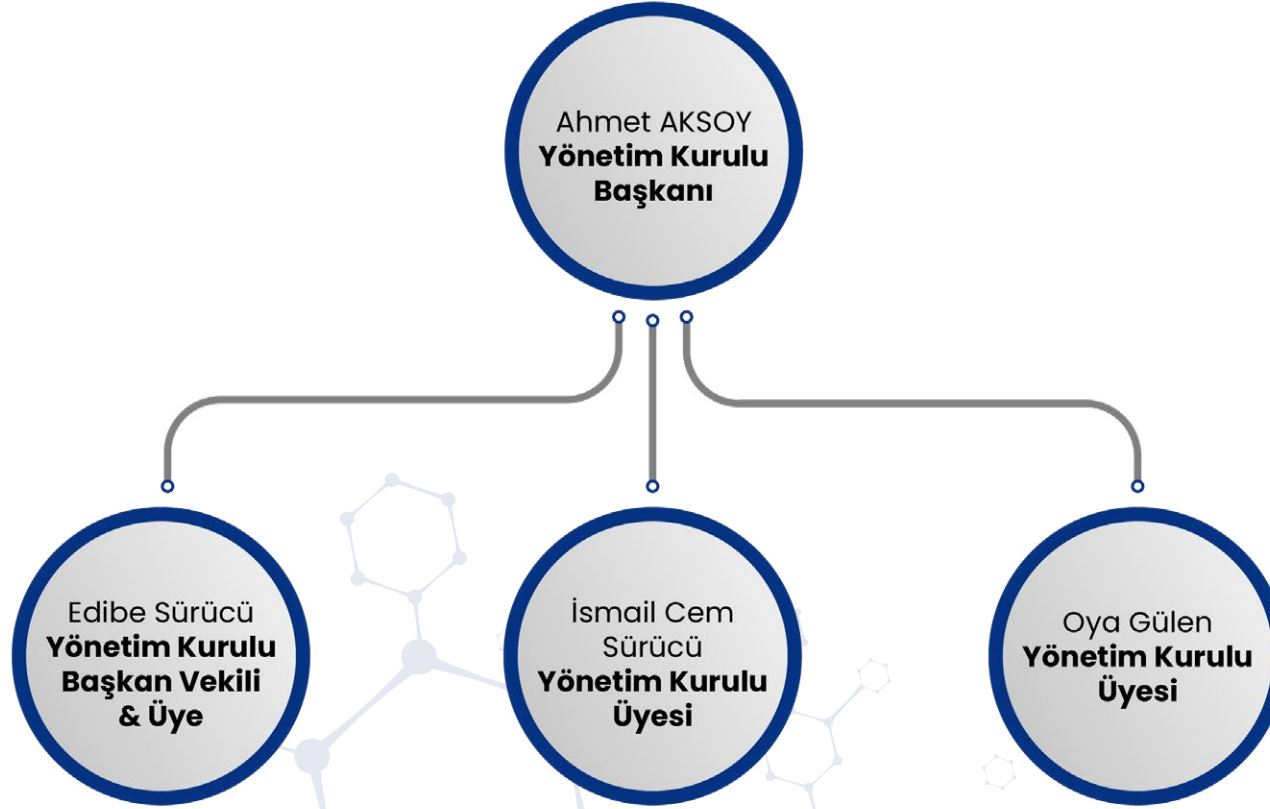 Ahmet AKSOY
Yönetim Kurulu
Başkanı
Edibe Sürücü
Yönetim Kurulu
Başkan Vekili
& Üye
İsmail Cem
Sürücü
Yönetim Kurulu
Üyesi
Oya Gülen
Yönetim Kurulu
Üyesi